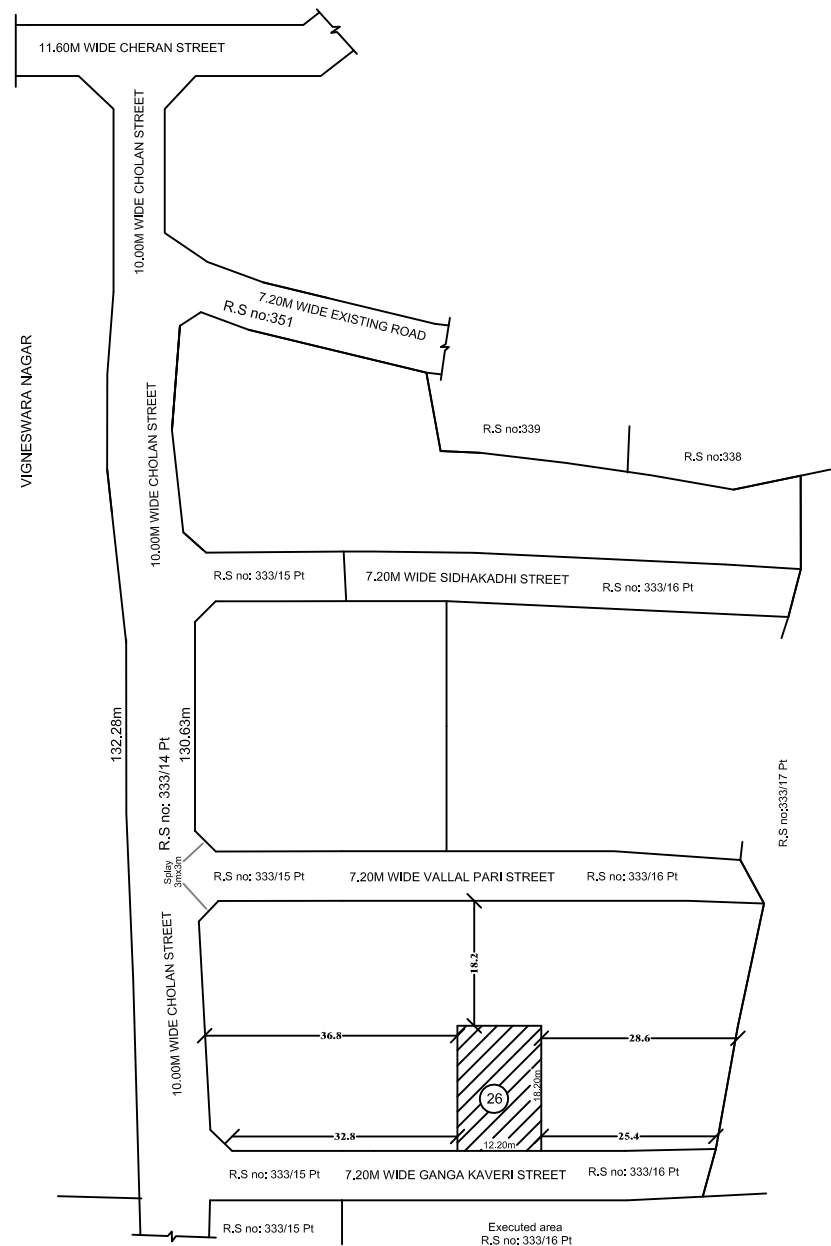 11.60M WIDE CHERAN STREET
10.00M WIDE CHOLAN STREET
7.20M WIDE EXISTING ROAD
R.S no:351
VIGNESWARA NAGAR
10.00M WIDE CHOLAN STREET
R.S no:339
R.S no:338
R.S no: 333/15 Pt
7.20M WIDE SIDHAKADHI STREET
R.S no: 333/16 Pt
132.28m
R.S no: 333/14 Pt
130.63m
R.S no:333/17 Pt
Splay
3mx3m
R.S no: 333/15 Pt
7.20M WIDE VALLAL PARI STREET
R.S no: 333/16 Pt
10.00M WIDE CHOLAN STREET
18.2
36.8
28.6
26
18.20m
32.8
12.20m
25.4
R.S no: 333/15 Pt
7.20M WIDE GANGA KAVERI STREET
R.S no: 333/16 Pt
R.S no: 333/15 Pt
Executed area
R.S no: 333/16 Pt